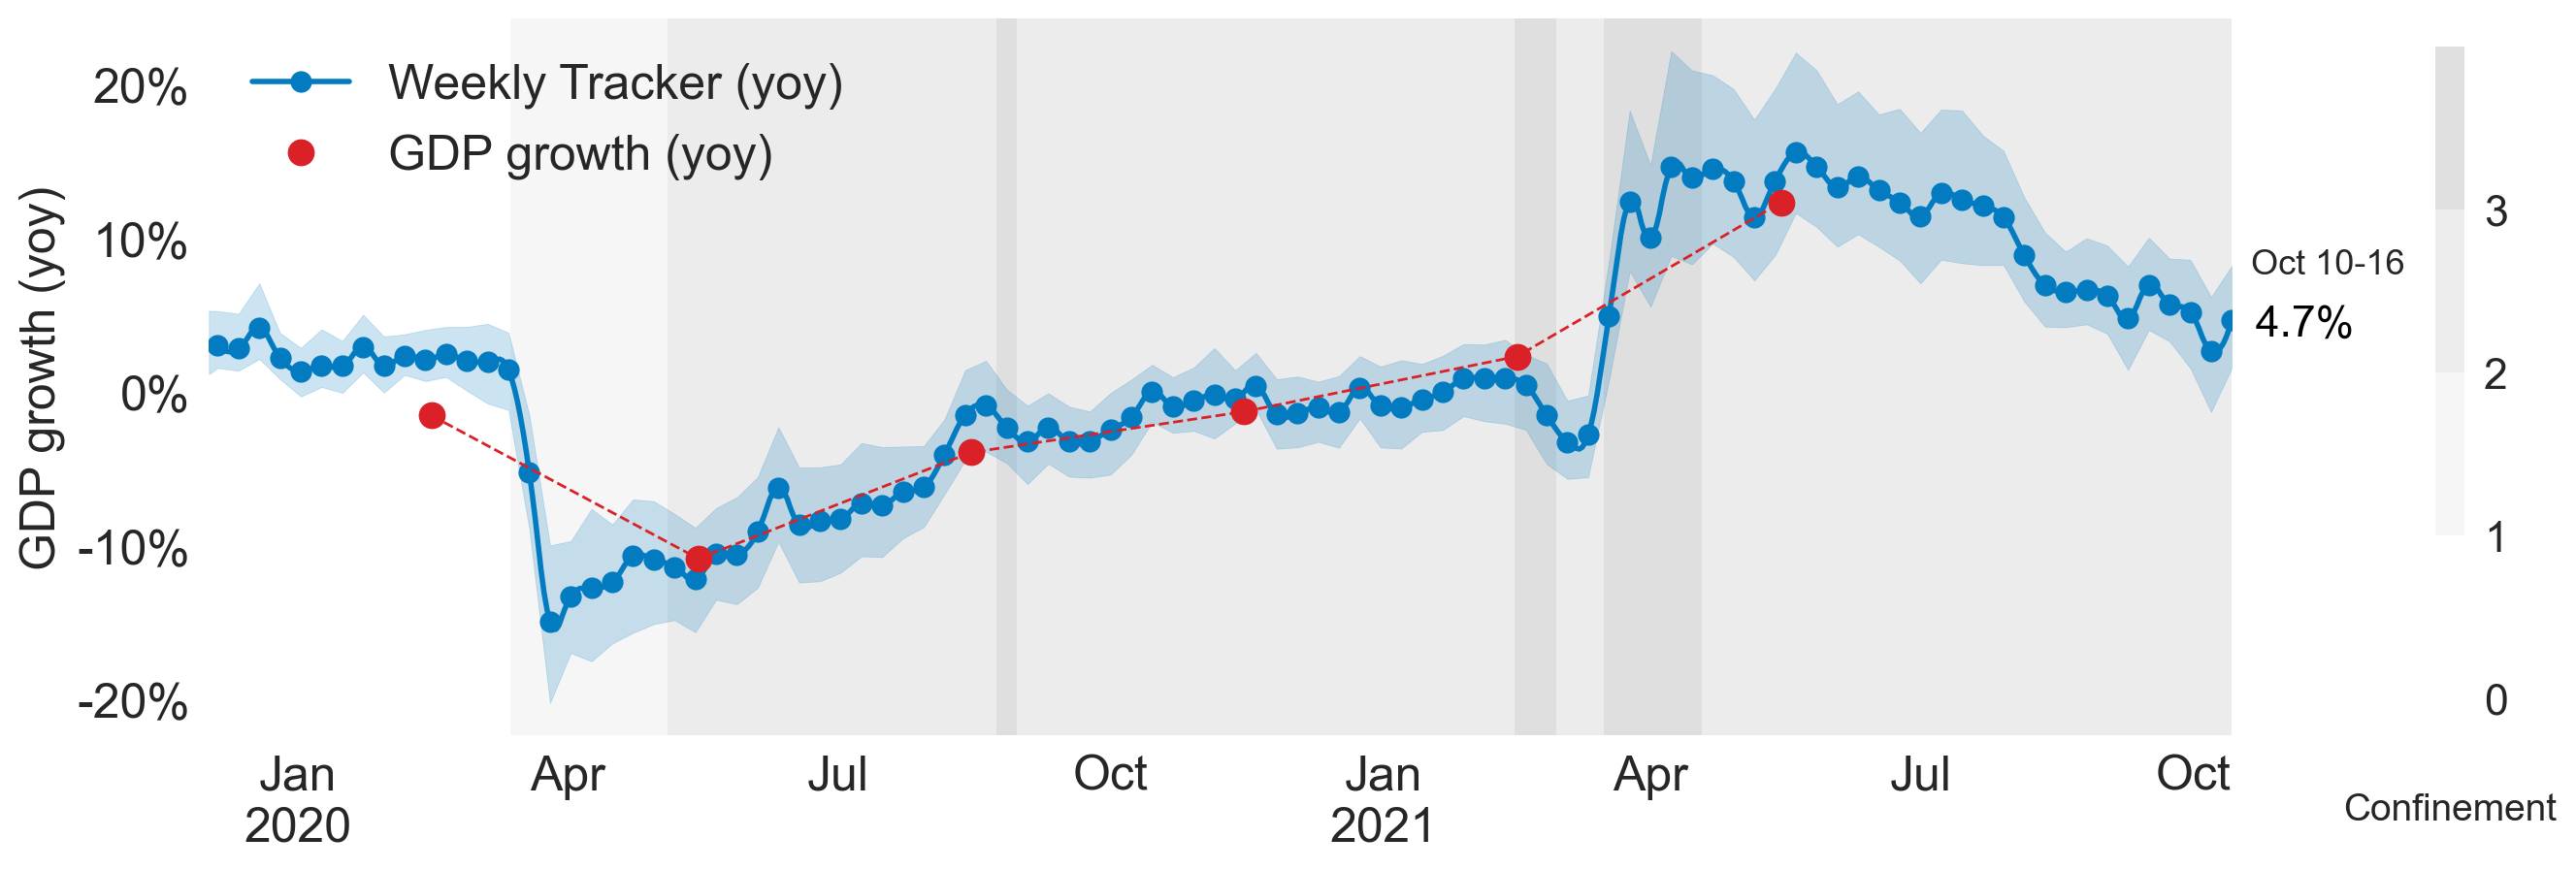 Weekly Tracker (yoy)
GDP growth (yoy)
GDP growth (yoy)
20%
10%
0%
-10%
-20%
Jan
2020
Apr
Jul
Oct
Jan
2021
Apr
Jul
Oct
Oct 10-16
4.7%
3
2
1
0
Confinement